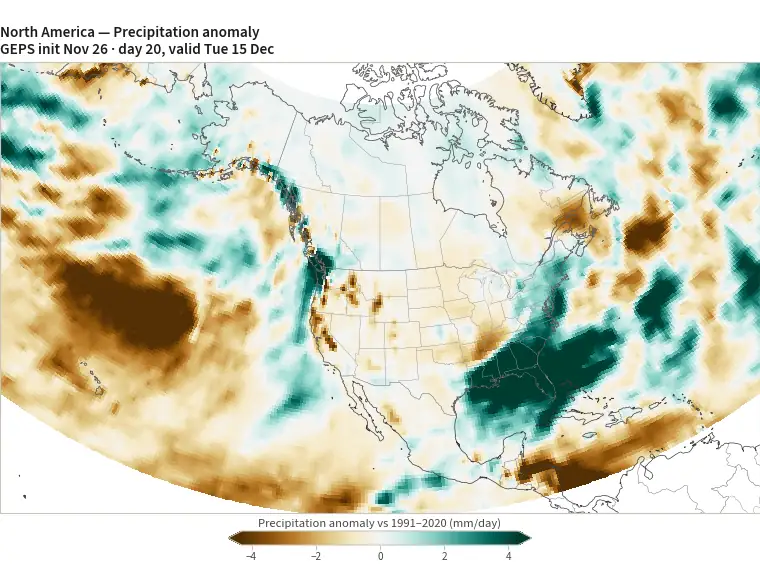 North America — Precipitation anomaly
GEPS init Nov 26 · day 20, valid Tue 15 Dec
Precipitation anomaly vs 1991–2020 (mm/day)
−4 −2 0 2 4